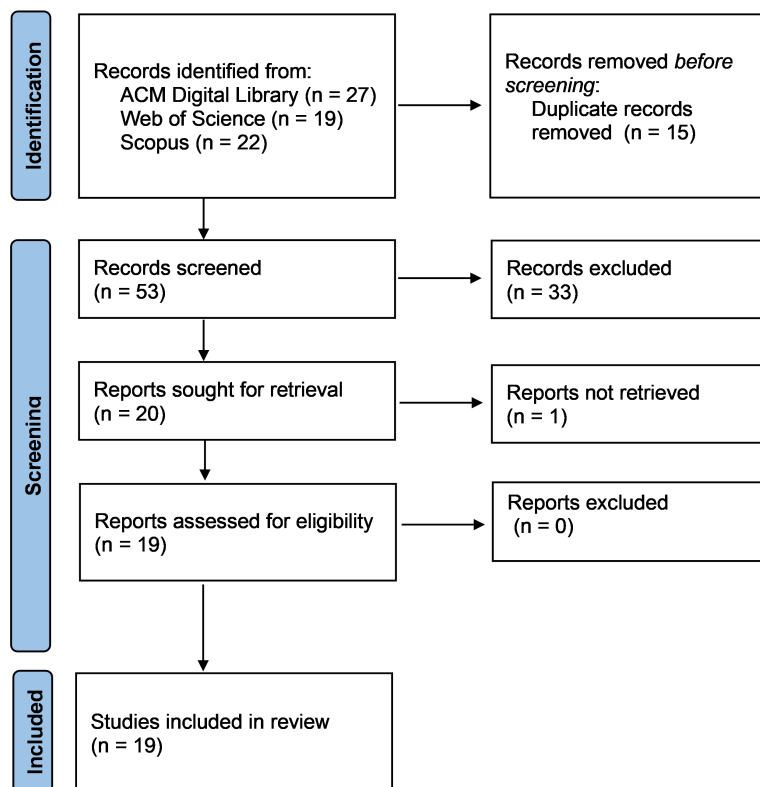 Identification
Records identified from:
ACM Digital Library (n = 27)
Web of Science (n = 19)
Scopus (n = 22)
Records removed before
screening:
Duplicate records
removed (n = 15)
Screening
Records screened
(n = 53)
Records excluded
(n = 33)
Reports sought for retrieval
(n = 20)
Reports not retrieved
(n = 1)
Reports assessed for eligibility
(n = 19)
Reports excluded
(n = 0)
Included
Studies included in review
(n = 19)